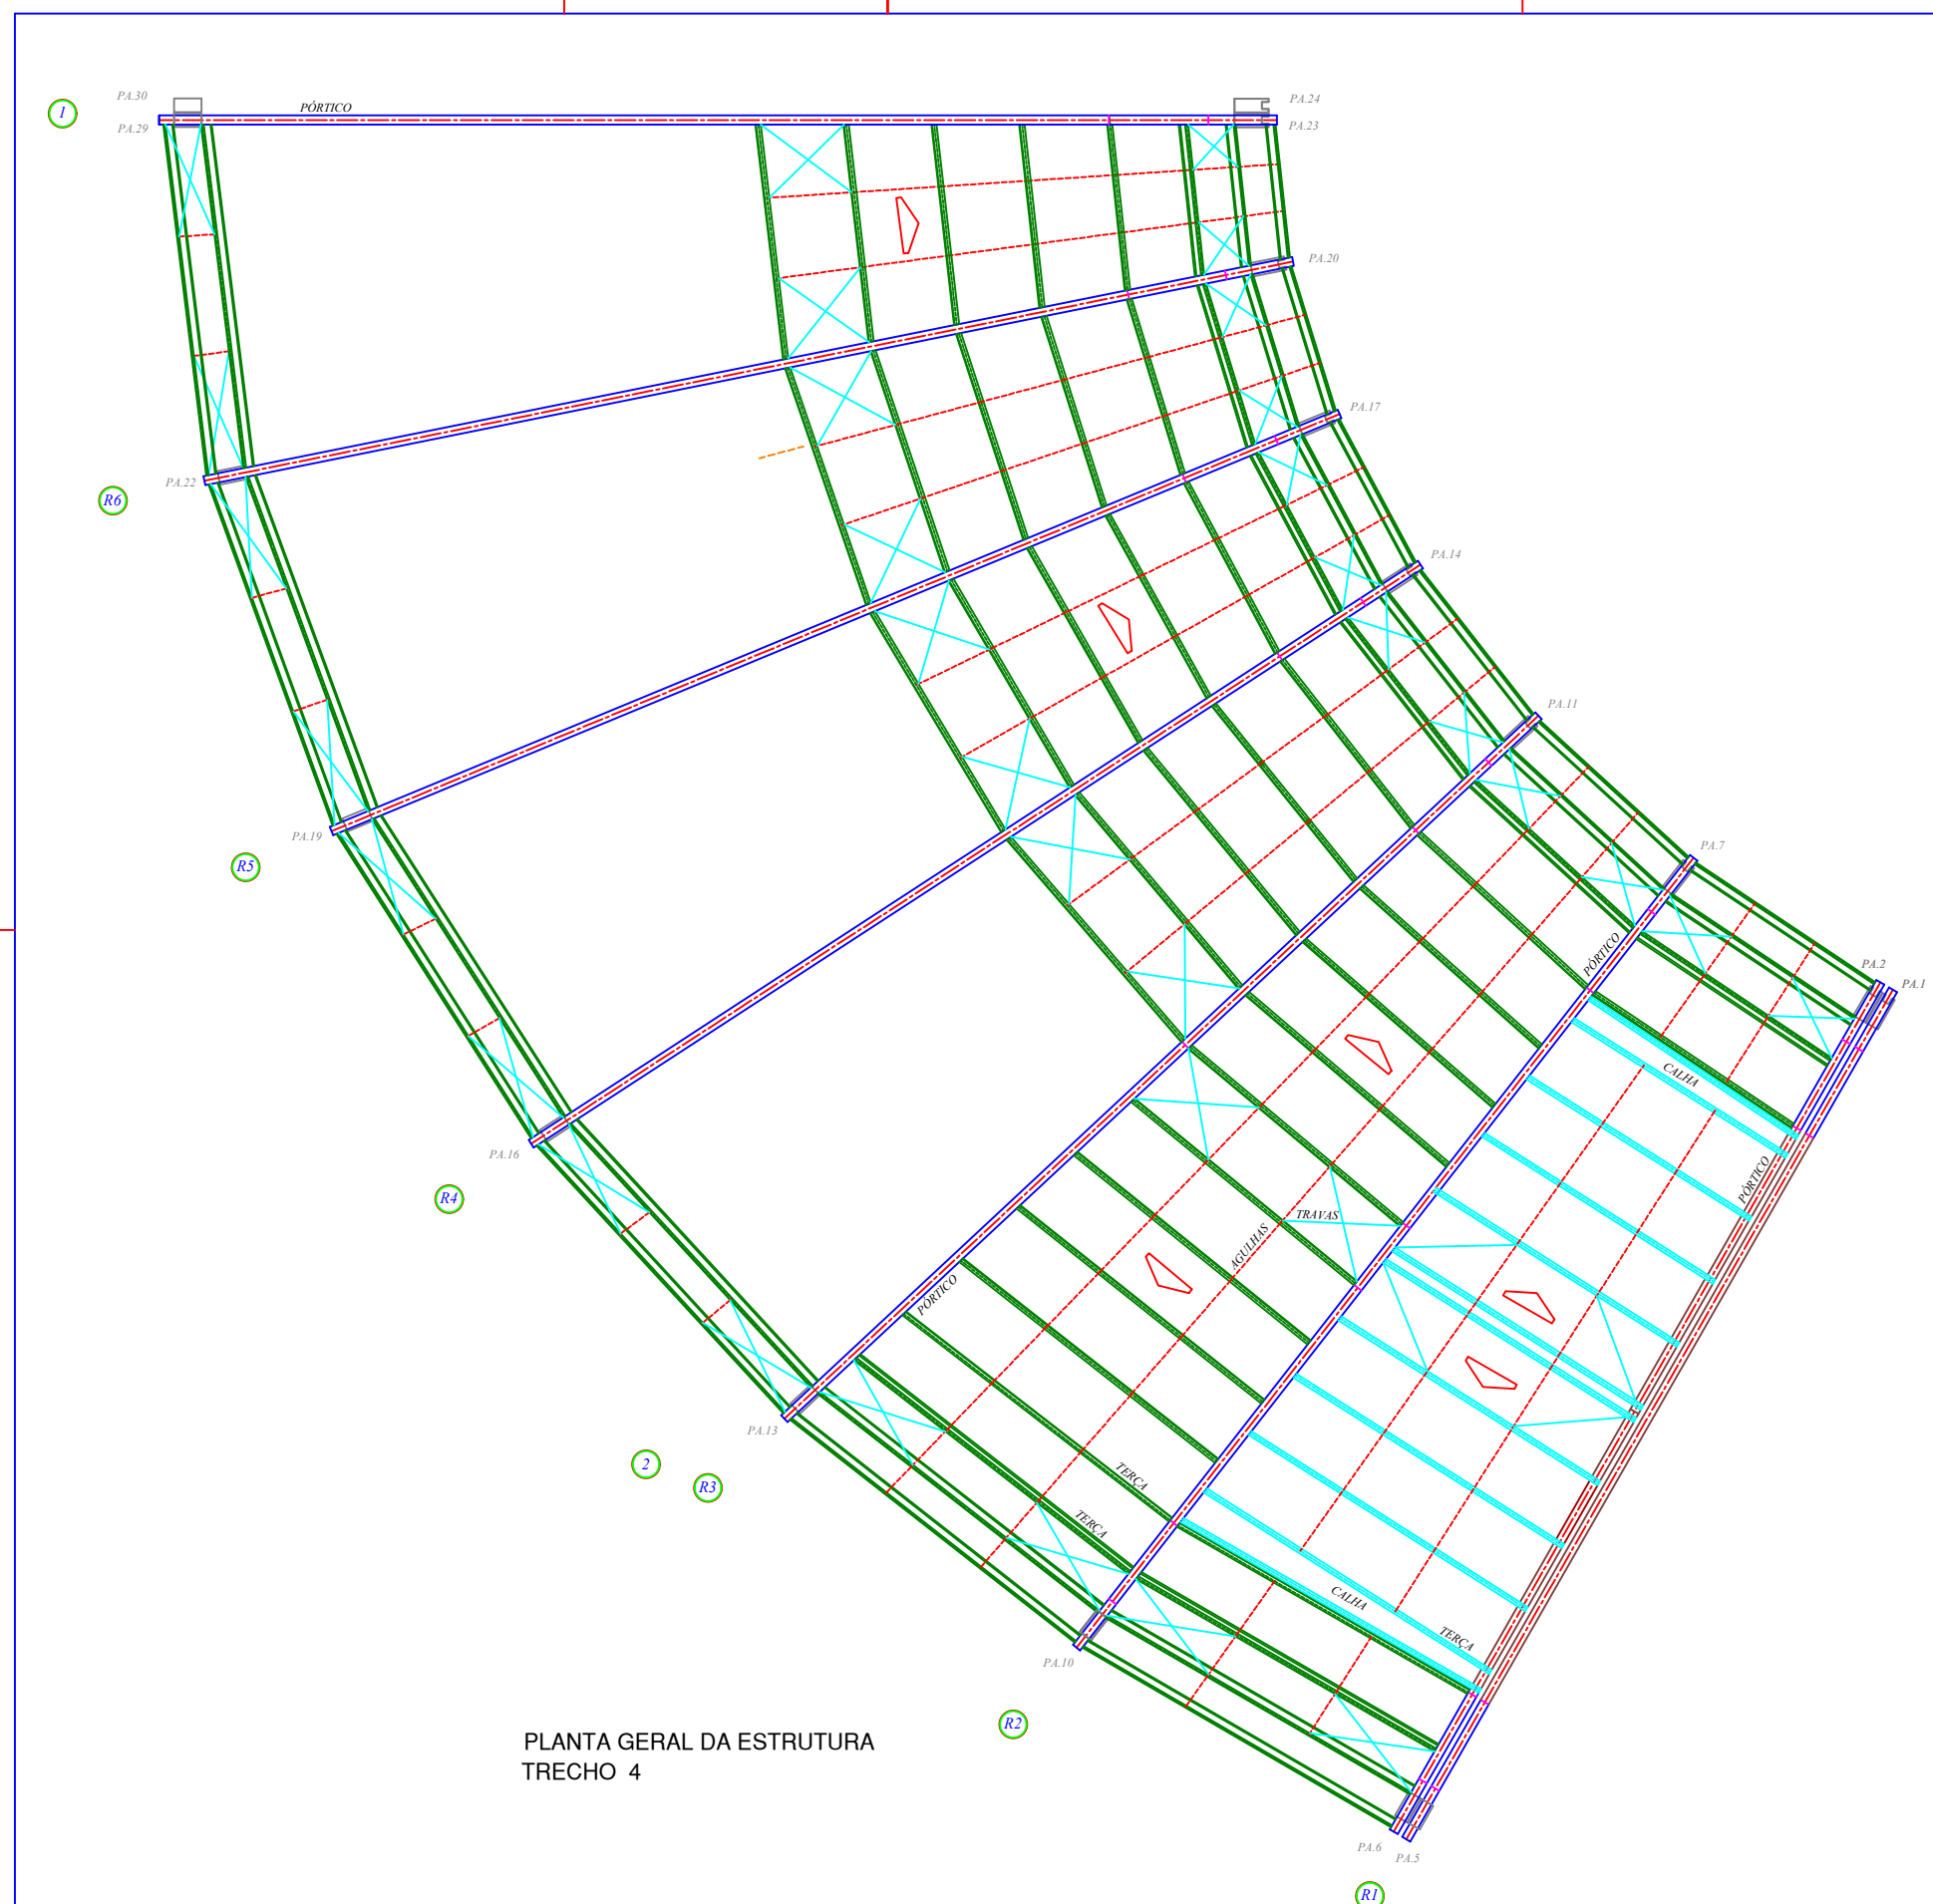 PA.30
PÓRTICO
PA.24
1
PA.29
PA.23
PA.20
PA.17
PA.22
R6
PA.14
PA.11
PA.19
R5
PA.7
PÓRTICO
PA.2
PA.1
CALHA
PA.16
PÓRTICO
R4
TRAVAS
AGULHAS
PÓRTICO
PA.13
2
R3
TERÇA
TERÇA
CALHA
TERÇA
PA.10
R2
PLANTA GERAL DA ESTRUTURA
TRECHO 4
PA.6
PA.5
R1